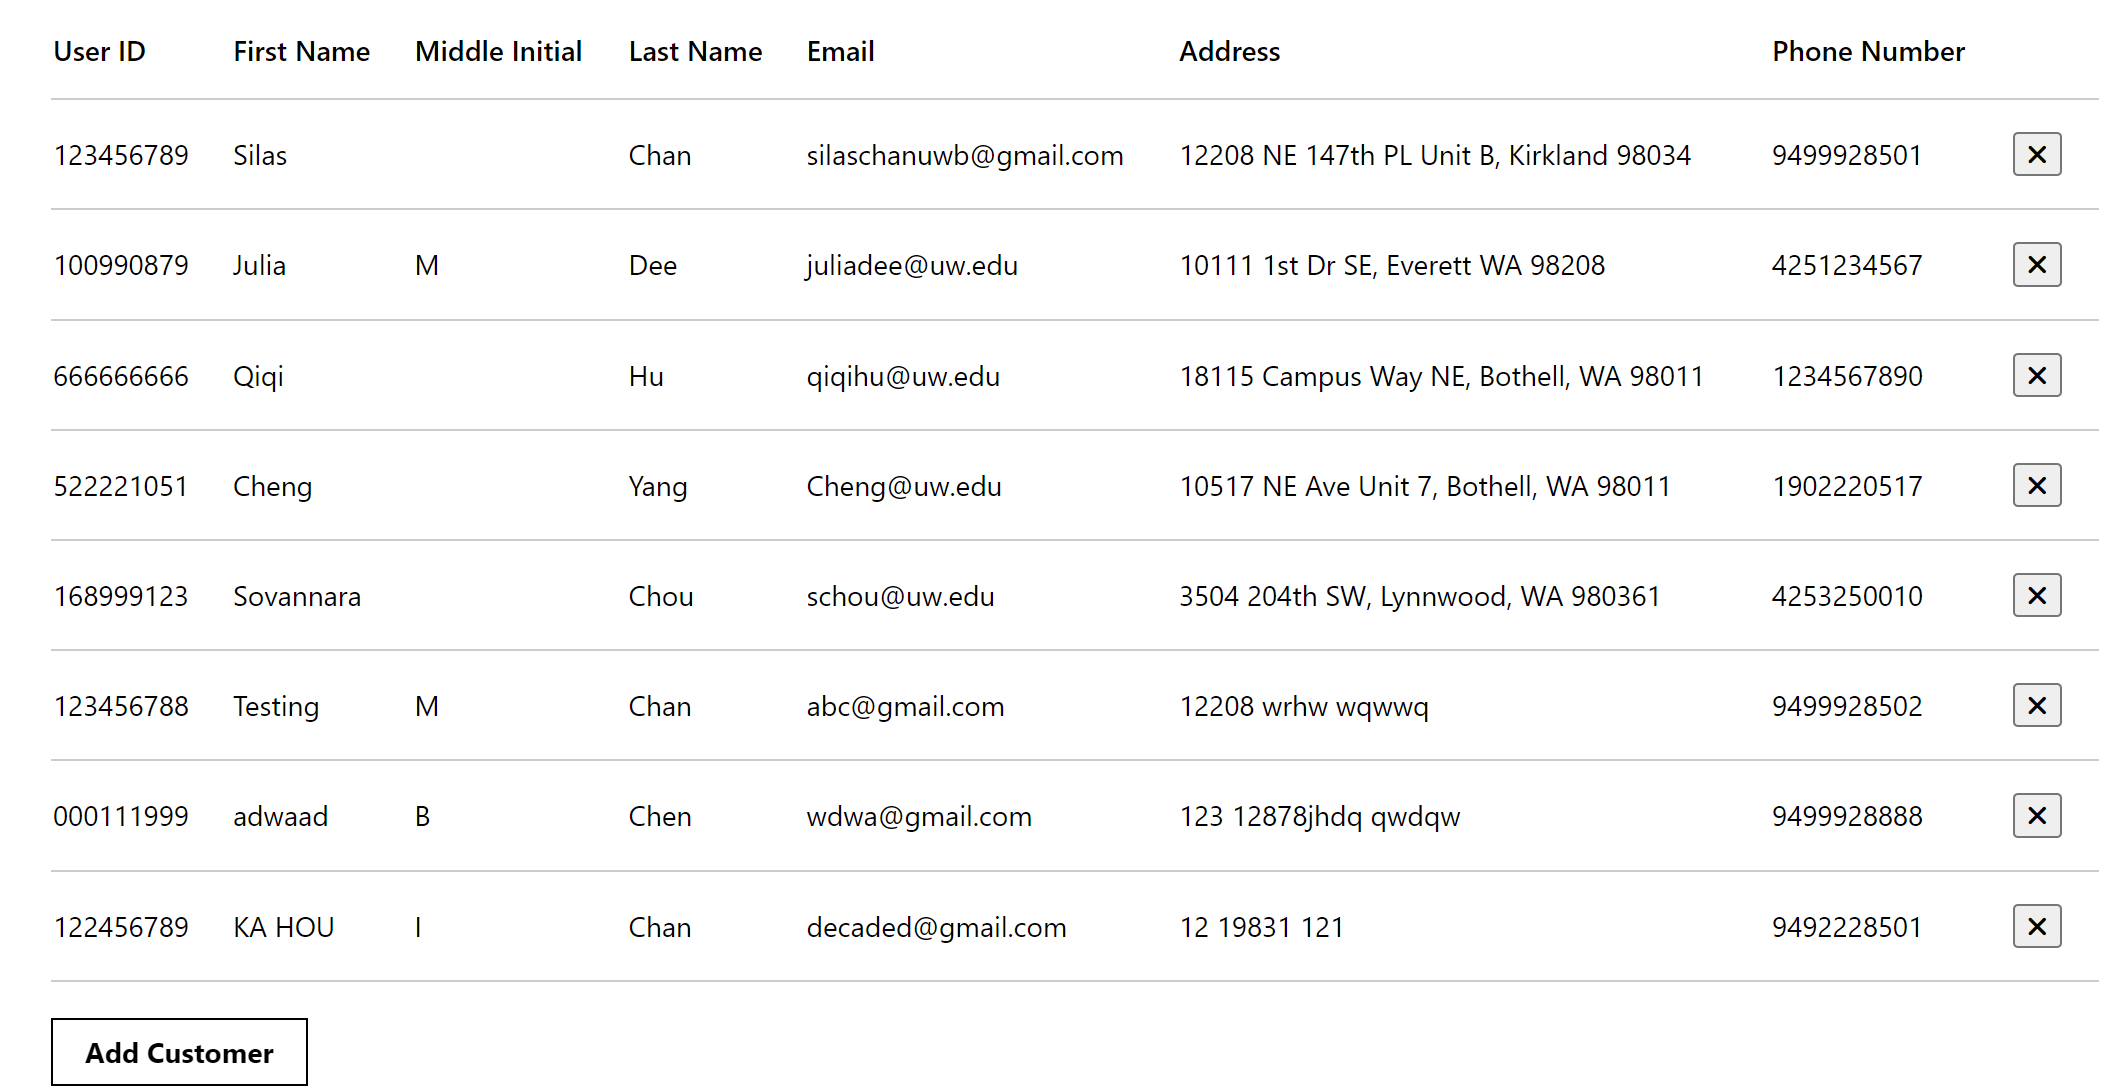 User ID First Name Middle Initial Last Name Email Address Phone Number
123456789 Silas Chan silaschanuwb@gmail.com 12208 NE 147th PL Unit B, Kirkland 98034 9499928501
100990879 Julia M Dee juliadee@uw.edu 10111 1st Dr SE, Everett WA 98208 4251234567
666666666 Qiqi Hu qiqihu@uw.edu 18115 Campus Way NE, Bothell, WA 98011 1234567890
522221051 Cheng Yang Cheng@uw.edu 10517 NE Ave Unit 7, Bothell, WA 98011 1902220517
168999123 Sovannara Chou schou@uw.edu 3504 204th SW, Lynnwood, WA 980361 4253250010
123456788 Testing M Chan abc@gmail.com 12208 wrhw wqwwq 9499928502
000111999 adwaad B Chen wdwa@gmail.com 123 12878jhdq qwdqw 9499928888
122456789 KA HOU I Chan decaded@gmail.com 12 19831 121 9492228501
Add Customer